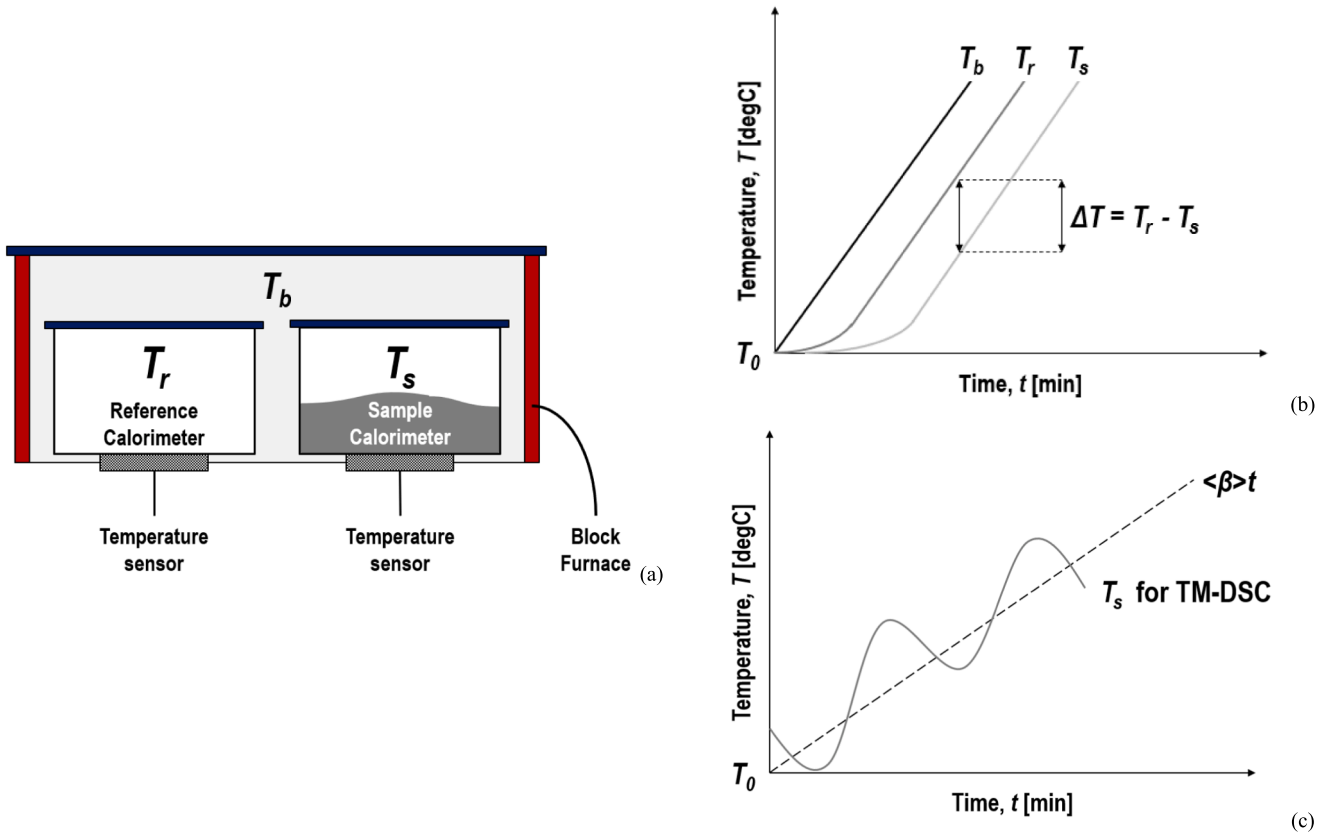 T_b
T_r
Reference
Calorimeter
T_s
Sample
Calorimeter
Temperature
sensor
Temperature
sensor
Block
Furnace
(a)
Temperature, T [degC]
T_b
T_r
T_s
ΔT = T_r - T_s
T_0
Time, t [min]
(b)
Temperature, T [degC]
<β>t
T_s for TM-DSC
T_0
Time, t [min]
(c)